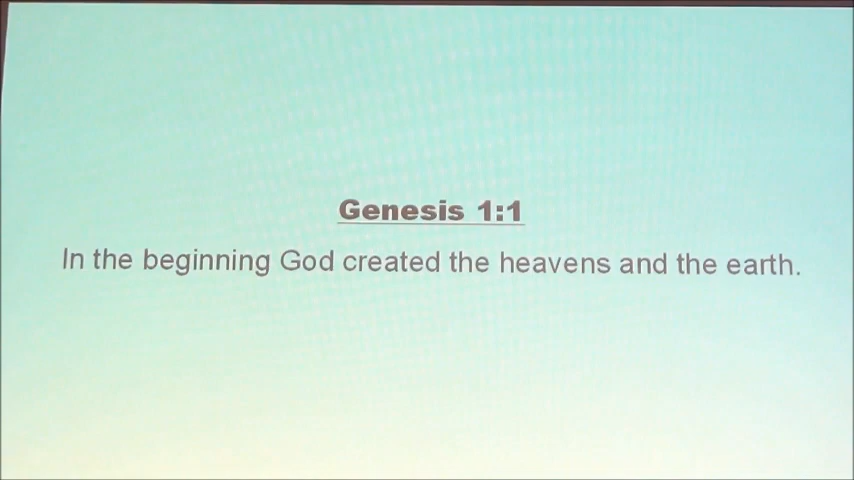 Genesis 1:1
In the beginning God created the heavens and the earth.